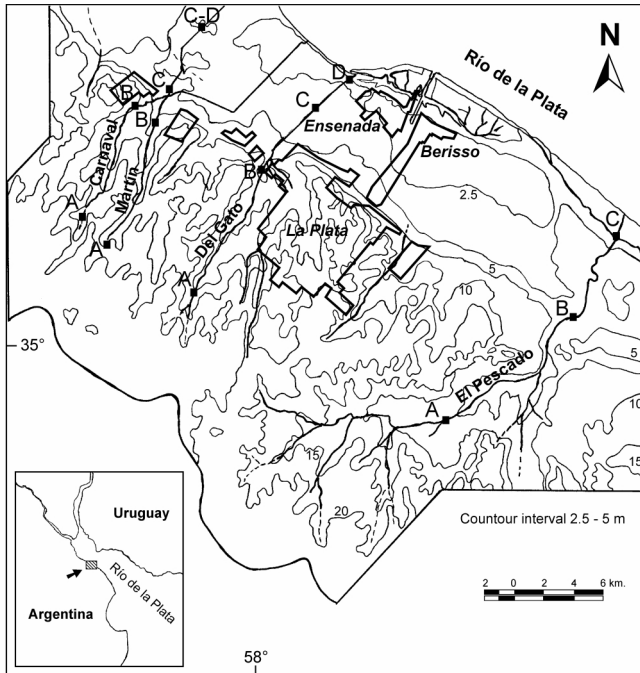 C-D
N
Río de la Plata
D
C
B
C
Ensenada
B
Berisso
Carnaval
Martín
B
2.5
A
Del Gato
La Plata
C
A
5
A
10
B
35°
El Pescado
5
A
10
15
15
20
Countour interval 2.5 - 5 m
Uruguay
Río de la Plata
Argentina
2 0 2 4 6 km.
58°